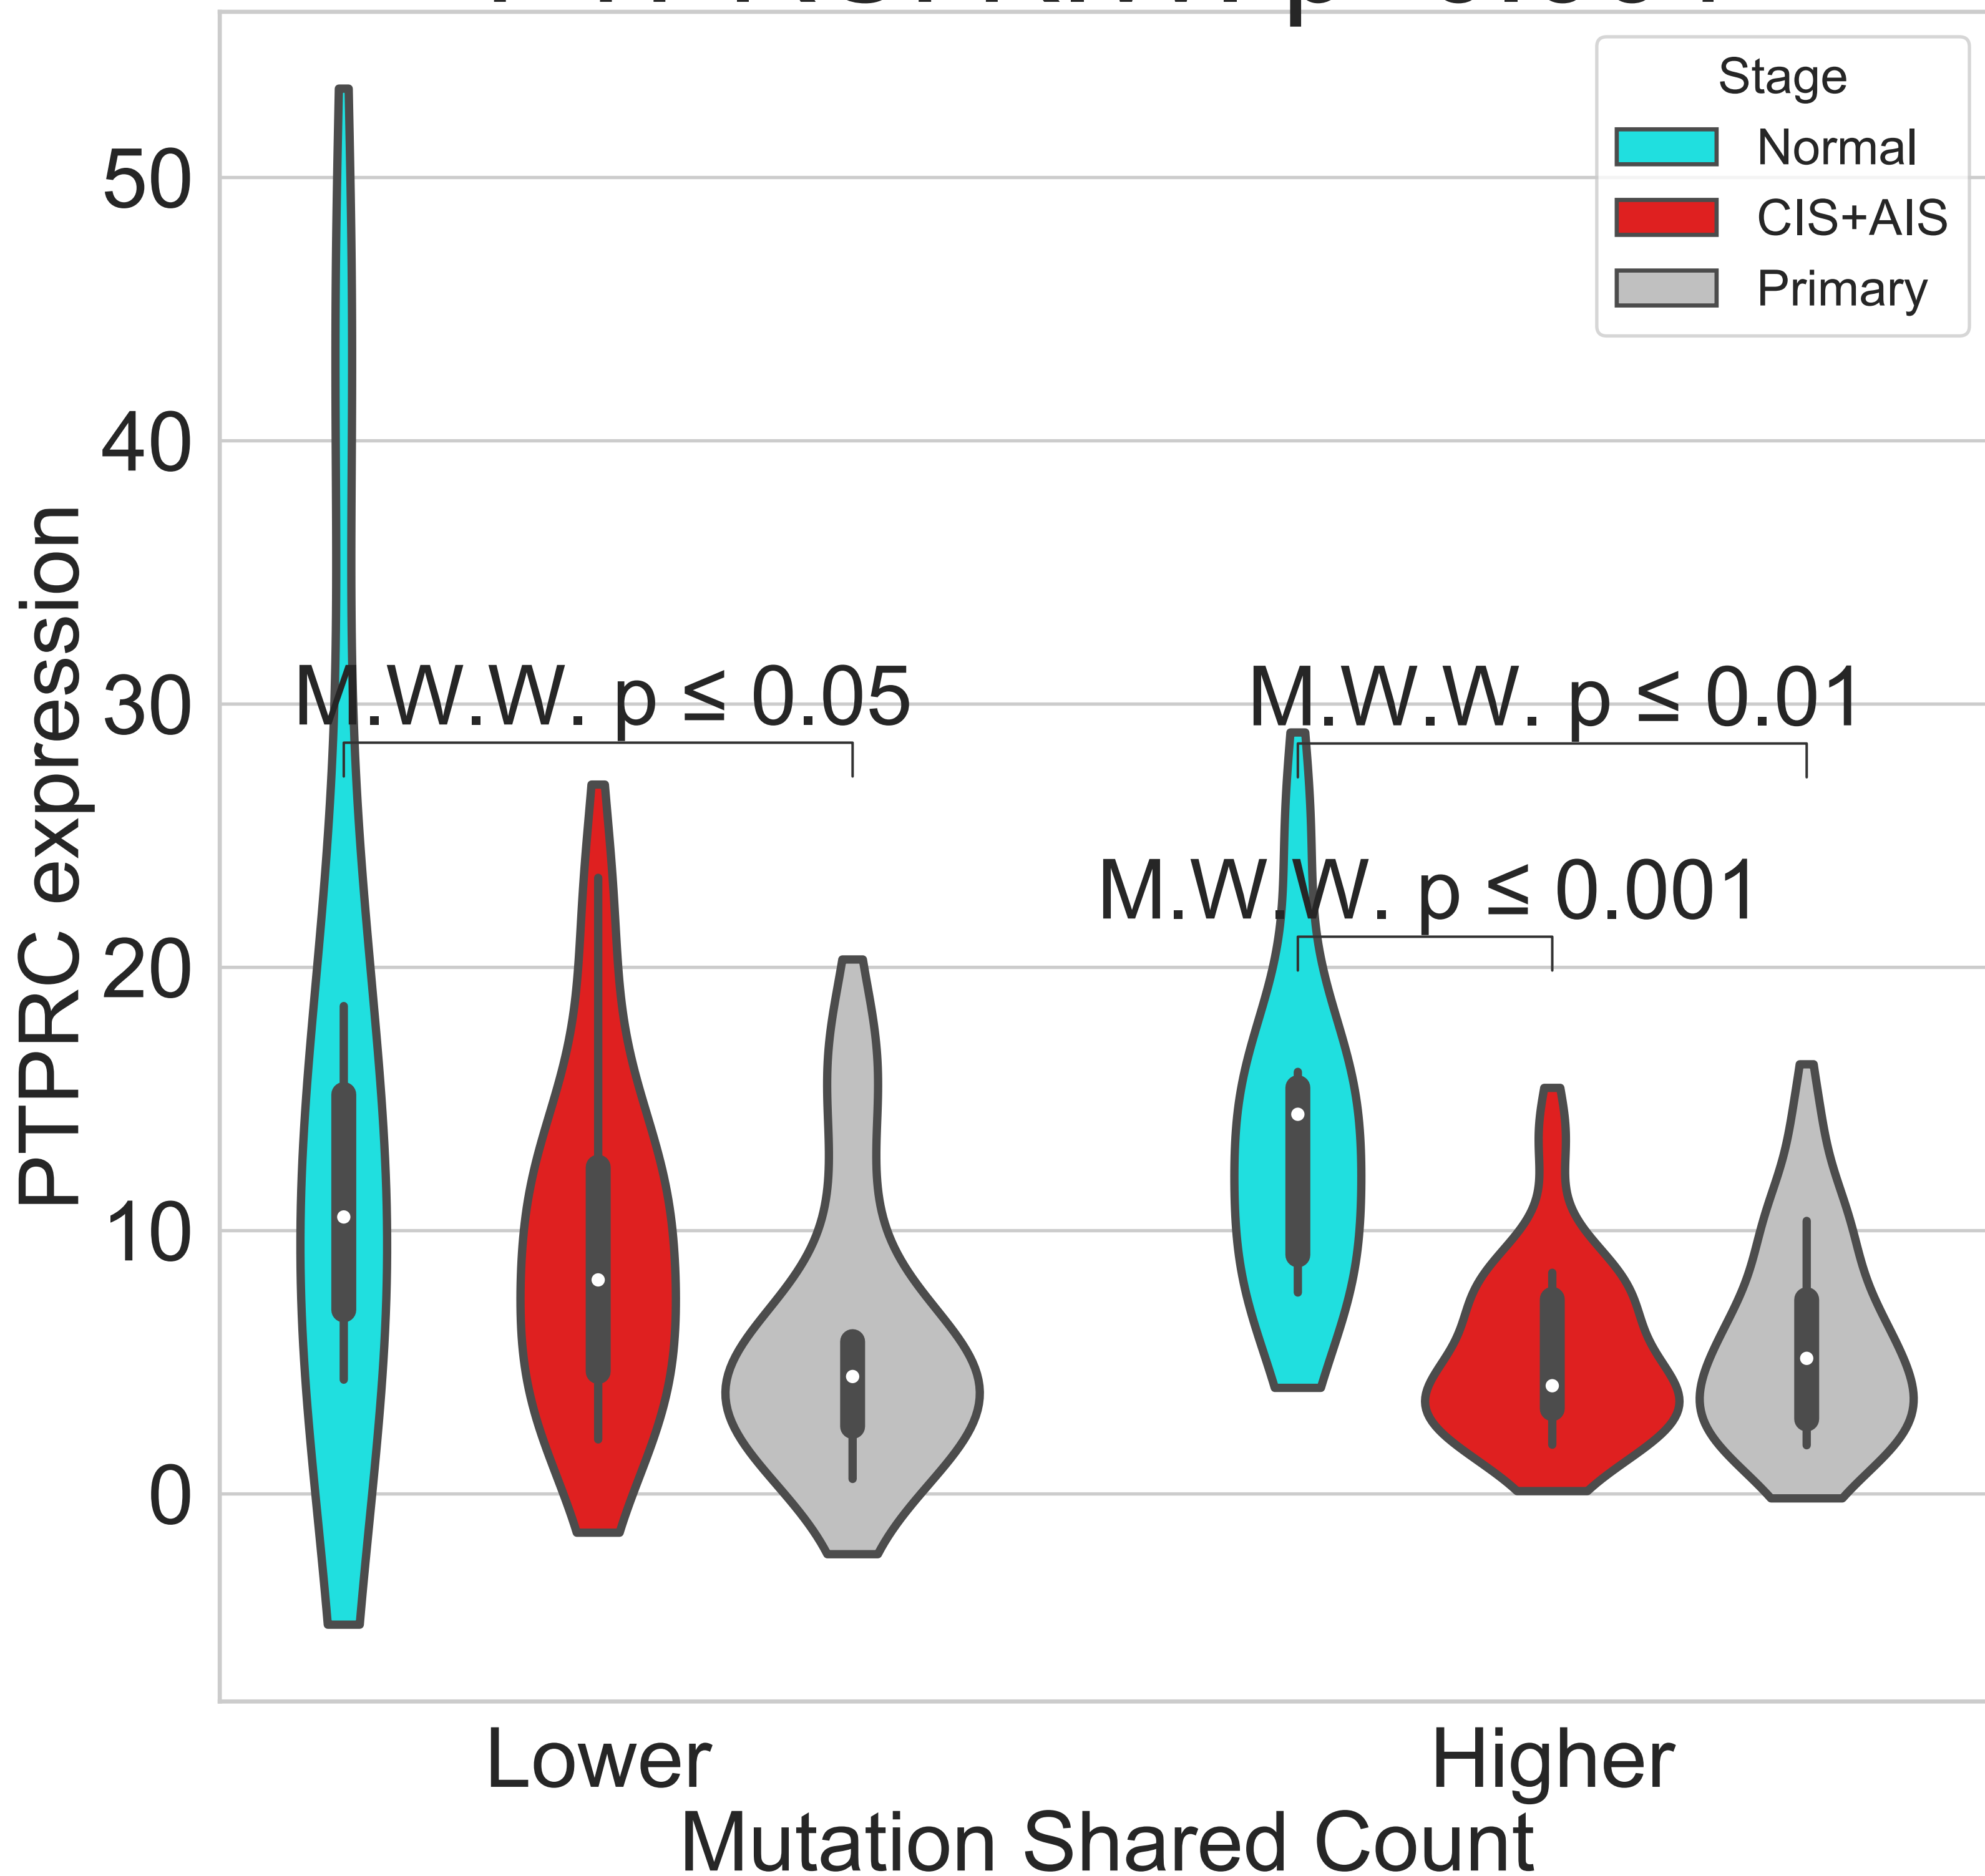 Stage
Normal
CIS+AIS
Primary
50
40
30
20
10
0
PTPRC expression
M.W.W. p ≤ 0.05
M.W.W. p ≤ 0.01
M.W.W. p ≤ 0.001
Lower
Higher
Mutation Shared Count